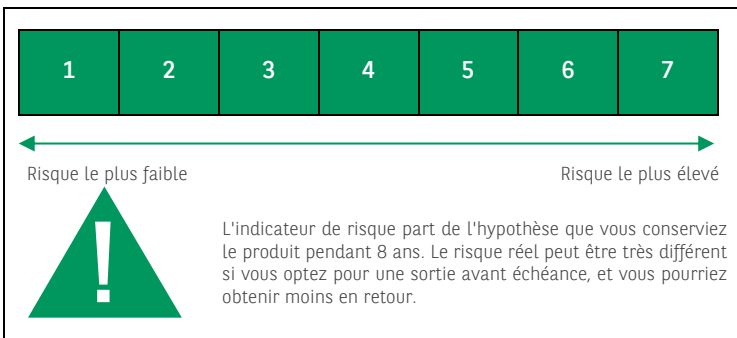 1 2 3 4 5 6 7
Risque le plus faible Risque le plus élevé
!
L'indicateur de risque part de l'hypothèse que vous conserviez
le produit pendant 8 ans. Le risque réel peut être très différent
si vous optez pour une sortie avant échéance, et vous pourriez
obtenir moins en retour.